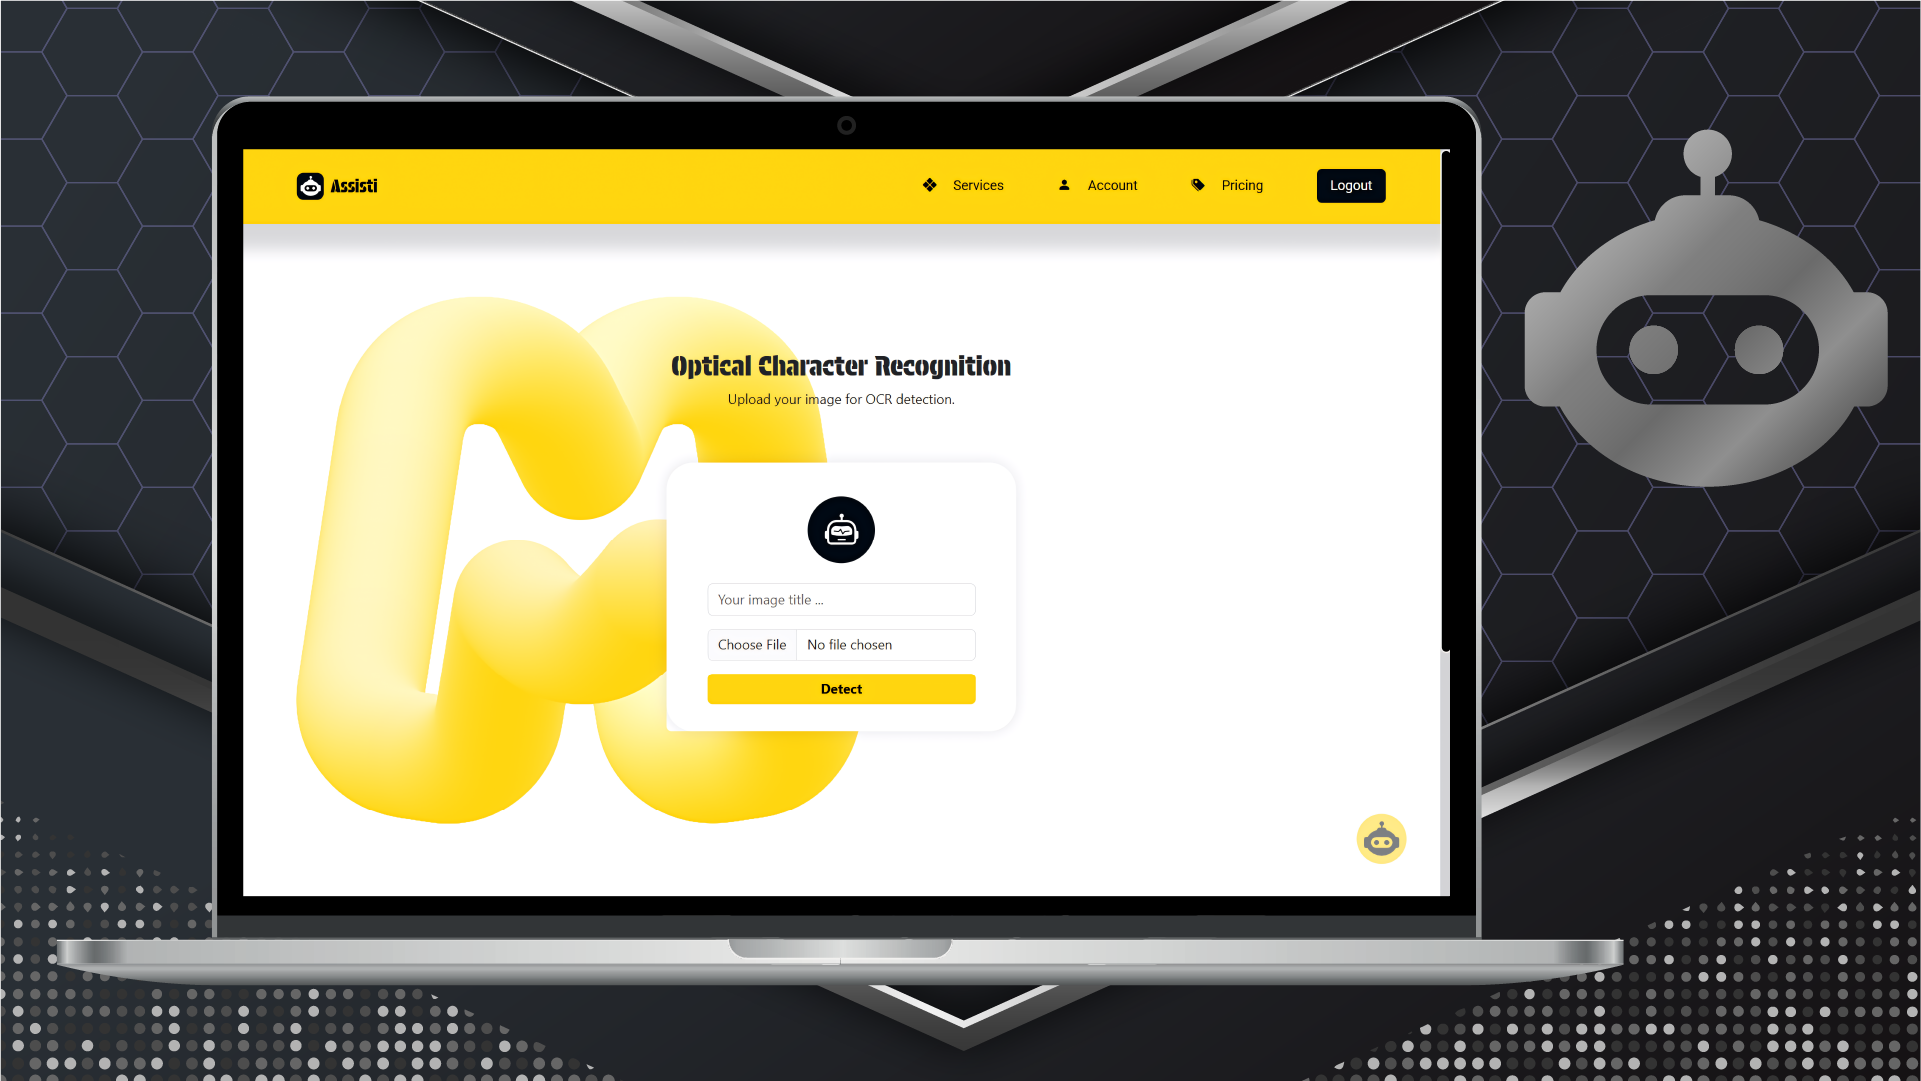 Assisti
Services
Account
Pricing
Logout
Optical Character Recognition
Upload your image for OCR detection.
Your image title ...
Choose File
No file chosen
Detect